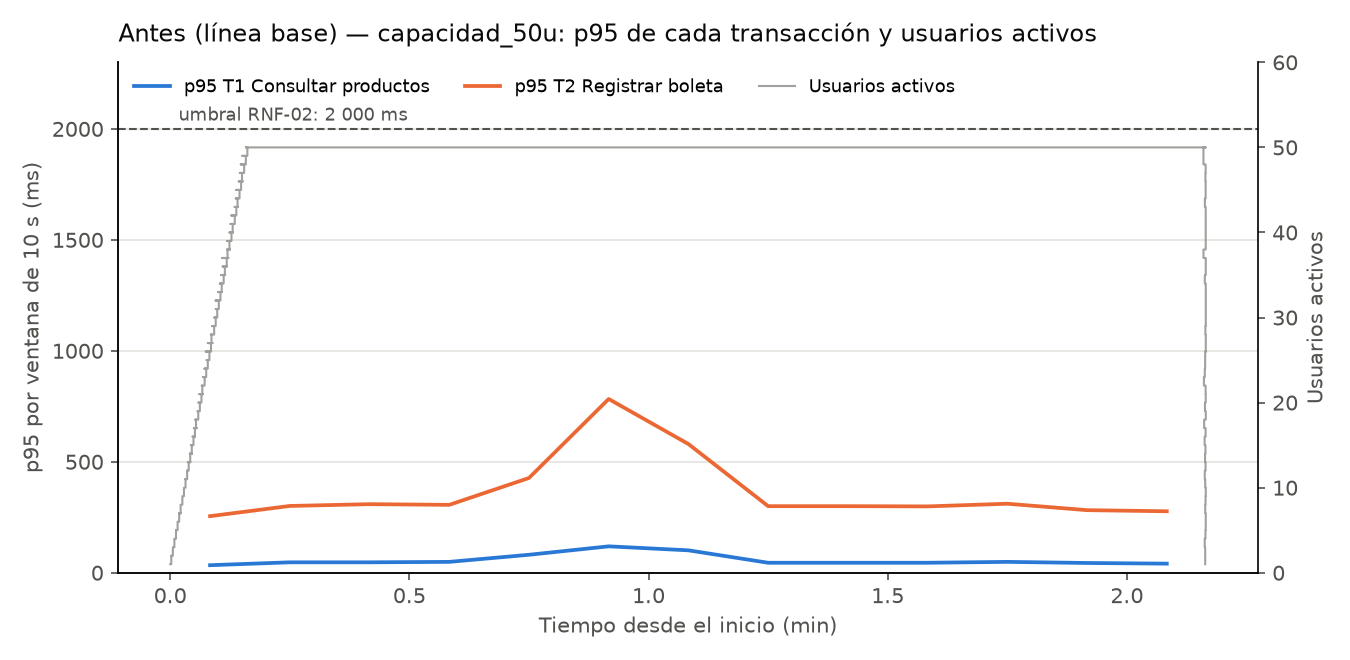 Antes (línea base) — capacidad_50u: p95 de cada transacción y usuarios activos
p95 T1 Consultar productos
p95 T2 Registrar boleta
Usuarios activos
umbral RNF-02: 2 000 ms
p95 por ventana de 10 s (ms)
2000
1500
1000
500
0
60
50
40
30
20
10
0
Usuarios activos
0.0
0.5
1.0
1.5
2.0
Tiempo desde el inicio (min)